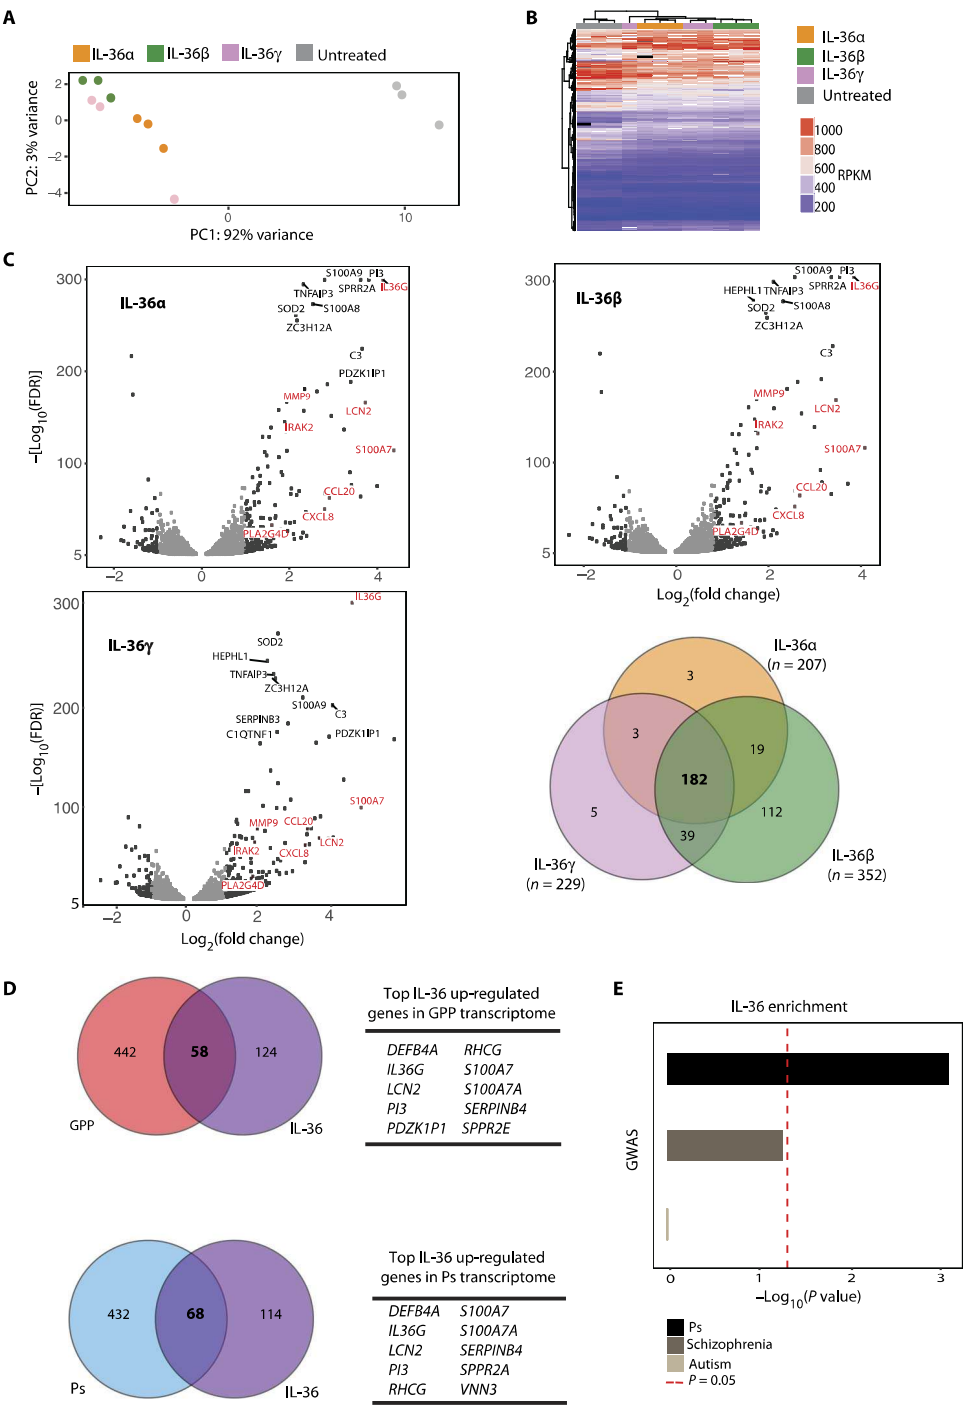 A
IL-36α IL-36β IL-36γ Untreated
PC2: 3% variance
2
0
−2
−4
0 10
PC1: 92% variance
B
IL-36α
IL-36β
IL-36γ
Untreated
1000
800
600
400
200
RPKM
C
IL-36α
−[Log10(FDR)]
300
200
100
5
−2 0 2 4
S100A9 PI3
SPRR2A IL36G
TNFAIP3
SOD2 S100A8
ZC3H12A
C3
PDZK1IP1
MMP9
LCN2
IRAK2
S100A7
CCL20
CXCL8
PLA2G4D
IL-36β
300
200
100
5
−2 0 2 4
Log2(fold change)
S100A9 PI3
HEPHL1 TNFAIP3 SPRR2A IL36G
SOD2 S100A8
ZC3H12A
C3
MMP9
LCN2
IRAK2
S100A7
CCL20
CXCL8
PLA2G4D
IL-36γ
−[Log10(FDR)]
300
200
100
5
−2 0 2 4
Log2(fold change)
IL36G
SOD2
HEPHL1
TNFAIP3
ZC3H12A
S100A9
C3
SERPINB3
C1QTNF1
PDZK1IP1
S100A7
MMP9 CCL20
LCN2
IRAK2
CXCL8
PLA2G4D
IL-36α
(n = 207)
3
3
19
182
5
112
39
IL-36γ
(n = 229)
IL-36β
(n = 352)
D
442 58 124
GPP
IL-36
Top IL-36 up-regulated
genes in GPP transcriptome
DEFB4A RHCG
IL36G S100A7
LCN2 S100A7A
PI3 SERPINB4
PDZK1P1 SPPR2E
432 68 114
Ps
IL-36
Top IL-36 up-regulated
genes in Ps transcriptome
DEFB4A S100A7
IL36G S100A7A
LCN2 SERPINB4
PI3 SPPR2A
RHCG VNN3
E
IL-36 enrichment
GWAS
0 1 2 3
−Log10(P value)
Ps
Schizophrenia
Autism
P = 0.05